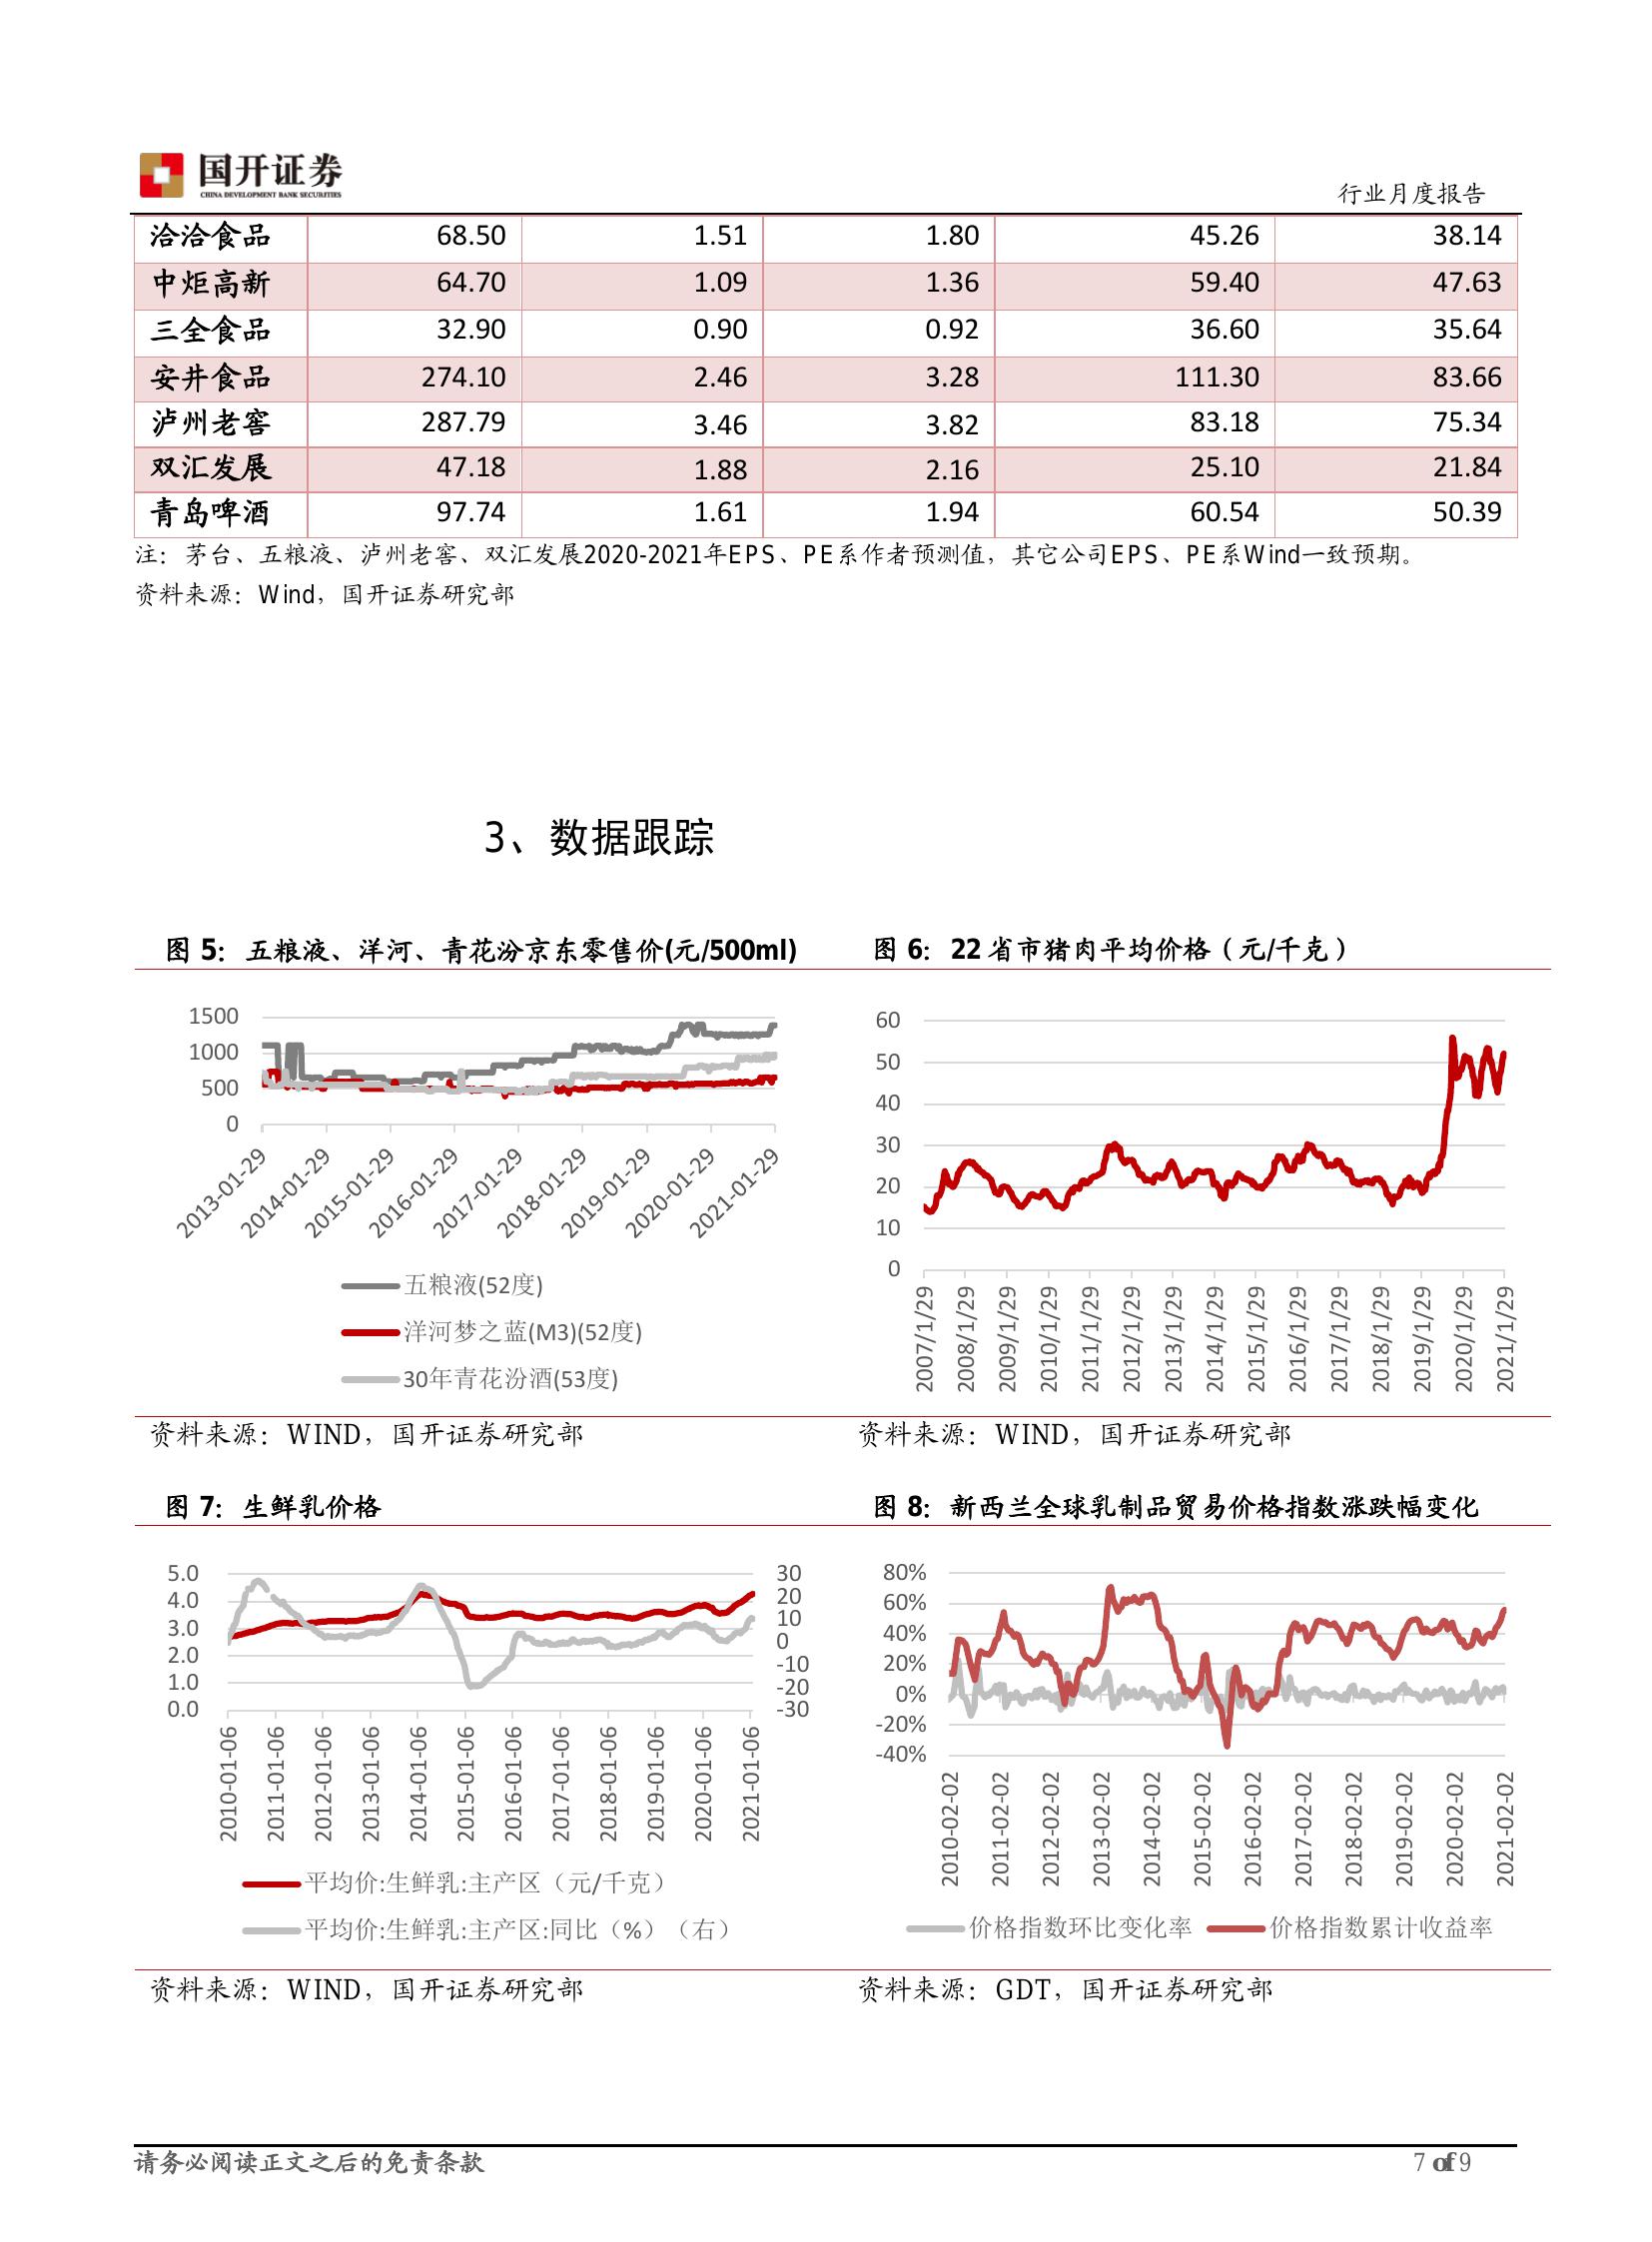 国开证券
CHINA DEVELOPMENT BANK SECURITIES
行业月度报告
洽洽食品 68.50 1.51 1.80 45.26 38.14
中炬高新 64.70 1.09 1.36 59.40 47.63
三全食品 32.90 0.90 0.92 36.60 35.64
安井食品 274.10 2.46 3.28 111.30 83.66
泸州老窖 287.79 3.46 3.82 83.18 75.34
双汇发展 47.18 1.88 2.16 25.10 21.84
青岛啤酒 97.74 1.61 1.94 60.54 50.39
注：茅台、五粮液、泸州老窖、双汇发展2020-2021年EPS、PE系作者预测值，其它公司EPS、PE系Wind一致预期。
资料来源：Wind，国开证券研究部
3、数据跟踪
图 5：五粮液、洋河、青花汾京东零售价(元/500ml)
1500
1000
500
0
2013-01-29
2014-01-29
2015-01-29
2016-01-29
2017-01-29
2018-01-29
2019-01-29
2020-01-29
2021-01-29
五粮液(52度)
洋河梦之蓝(M3)(52度)
30年青花汾酒(53度)
资料来源：WIND，国开证券研究部
图 6：22 省市猪肉平均价格（元/千克）
60
50
40
30
20
10
0
2007/1/29
2008/1/29
2009/1/29
2010/1/29
2011/1/29
2012/1/29
2013/1/29
2014/1/29
2015/1/29
2016/1/29
2017/1/29
2018/1/29
2019/1/29
2020/1/29
2021/1/29
资料来源：WIND，国开证券研究部
图 7：生鲜乳价格
5.0
4.0
3.0
2.0
1.0
0.0
30
20
10
0
-10
-20
-30
2010-01-06
2011-01-06
2012-01-06
2013-01-06
2014-01-06
2015-01-06
2016-01-06
2017-01-06
2018-01-06
2019-01-06
2020-01-06
2021-01-06
平均价:生鲜乳:主产区（元/千克）
平均价:生鲜乳:主产区:同比（%）（右）
资料来源：WIND，国开证券研究部
图 8：新西兰全球乳制品贸易价格指数涨跌幅变化
80%
60%
40%
20%
0%
-20%
-40%
2010-02-02
2011-02-02
2012-02-02
2013-02-02
2014-02-02
2015-02-02
2016-02-02
2017-02-02
2018-02-02
2019-02-02
2020-02-02
2021-02-02
价格指数环比变化率 价格指数累计收益率
资料来源：GDT，国开证券研究部
请务必阅读正文之后的免责条款
7 of 9